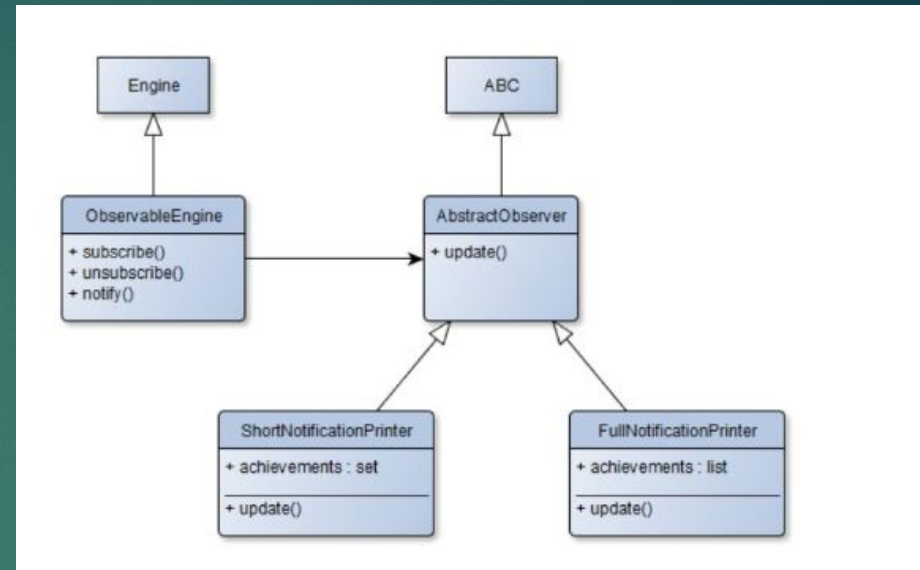 Engine
ABC
ObservableEngine
+ subscribe()
+ unsubscribe()
+ notify()
AbstractObserver
+ update()
ShortNotificationPrinter
+ achievements : set
+ update()
FullNotificationPrinter
+ achievements : list
+ update()